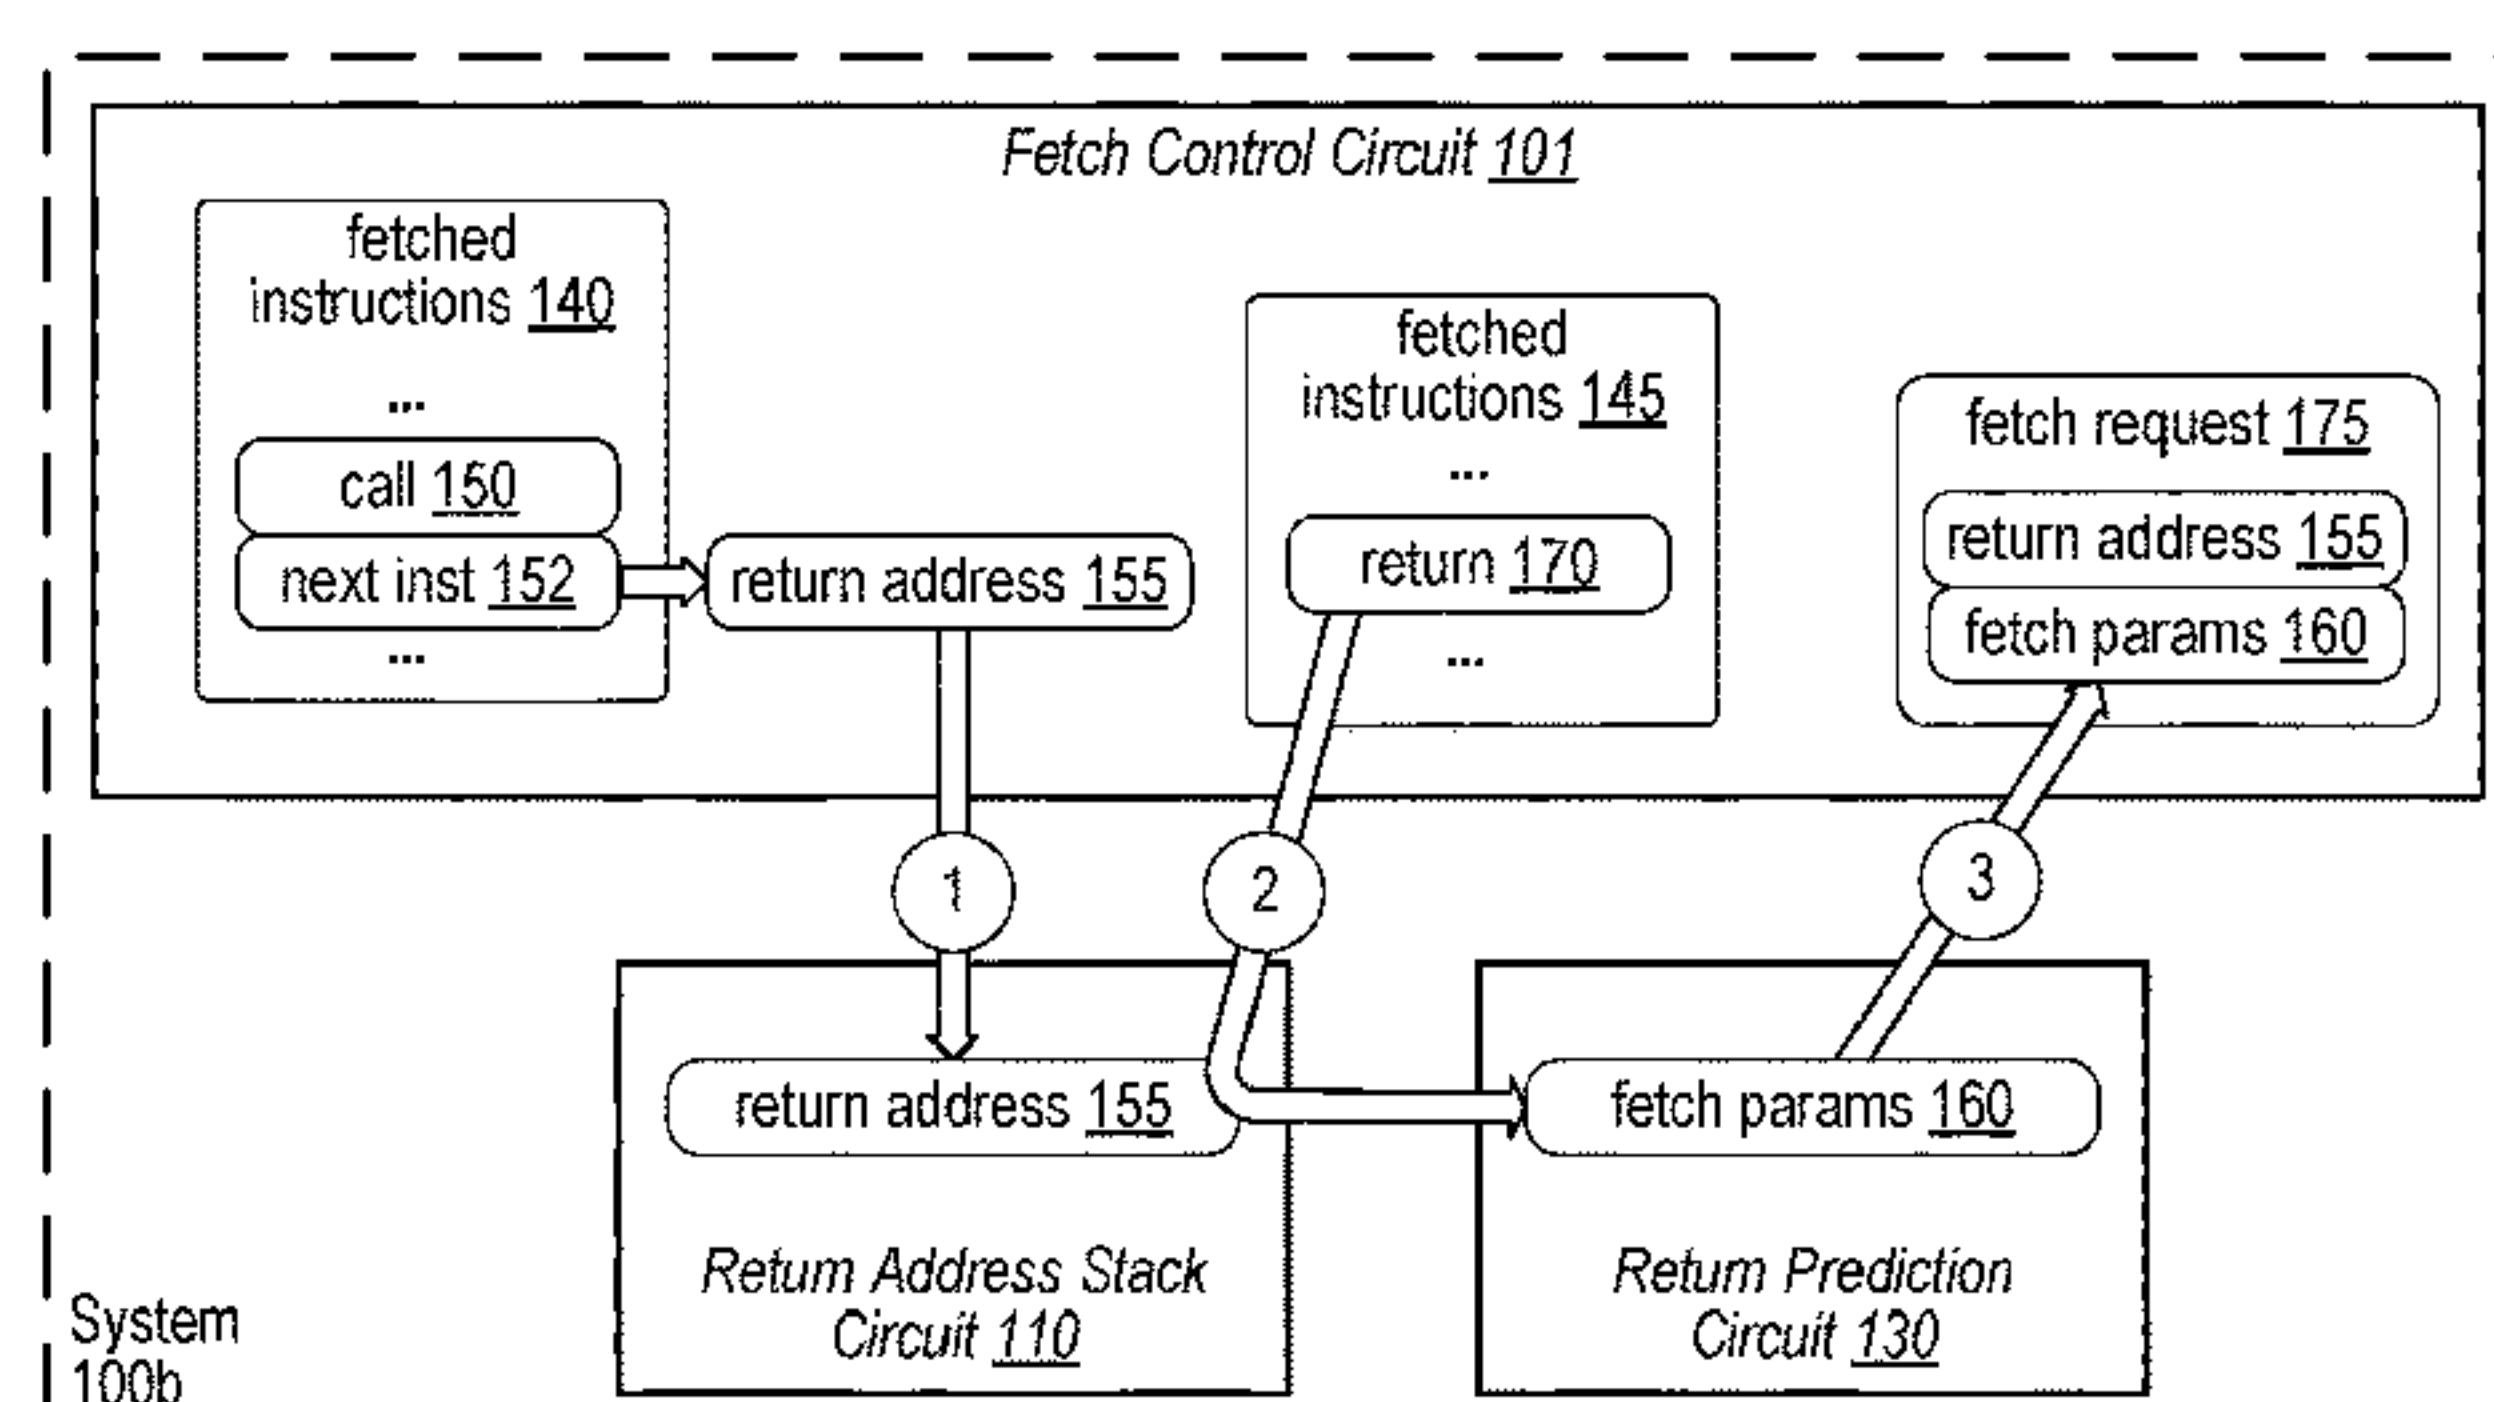 Fetch Control Circuit 101
fetched
instructions 140
...
call 150
next inst 152
...
return address 155
fetched
instructions 145
...
return 170
...
fetch request 175
return address 155
fetch params 160
1
2
3
return address 155
Return Address Stack
Circuit 110
fetch params 160
Return Prediction
Circuit 130
System
100b